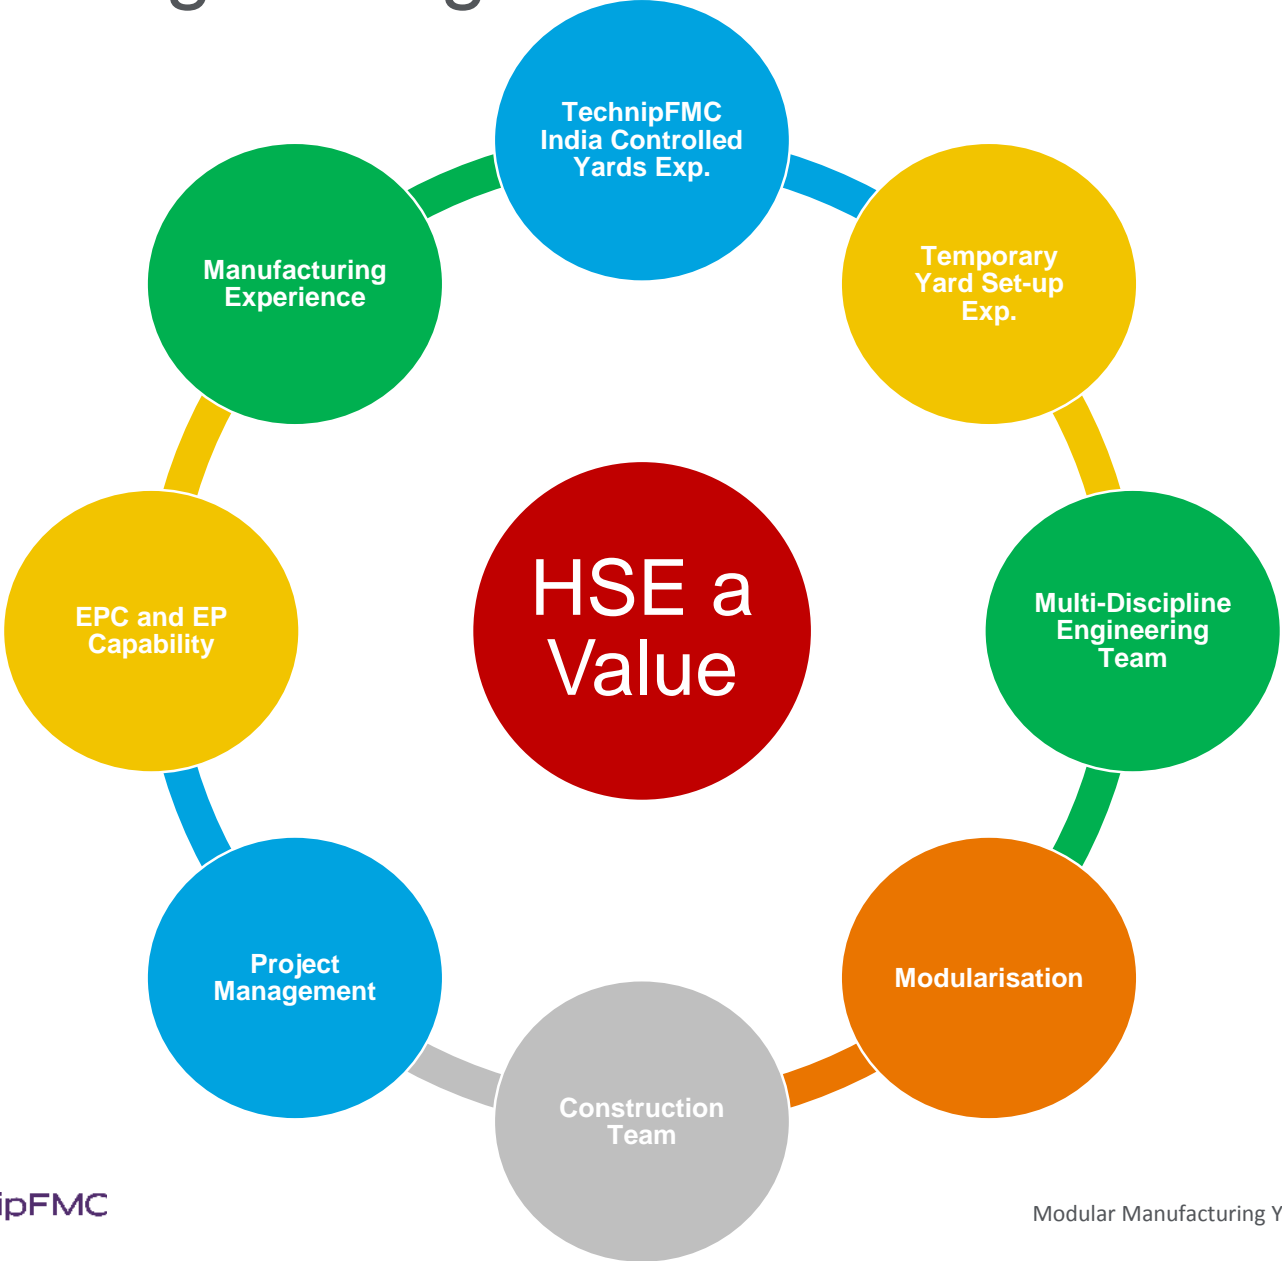 TechnipFMC
India Controlled
Yards Exp.
Temporary
Yard Set-up
Exp.
Multi-Discipline
Engineering
Team
Modularisation
Construction
Team
Project
Management
EPC and EP
Capability
Manufacturing
Experience
HSE a
Value
ipFMC
Modular Manufacturing Y